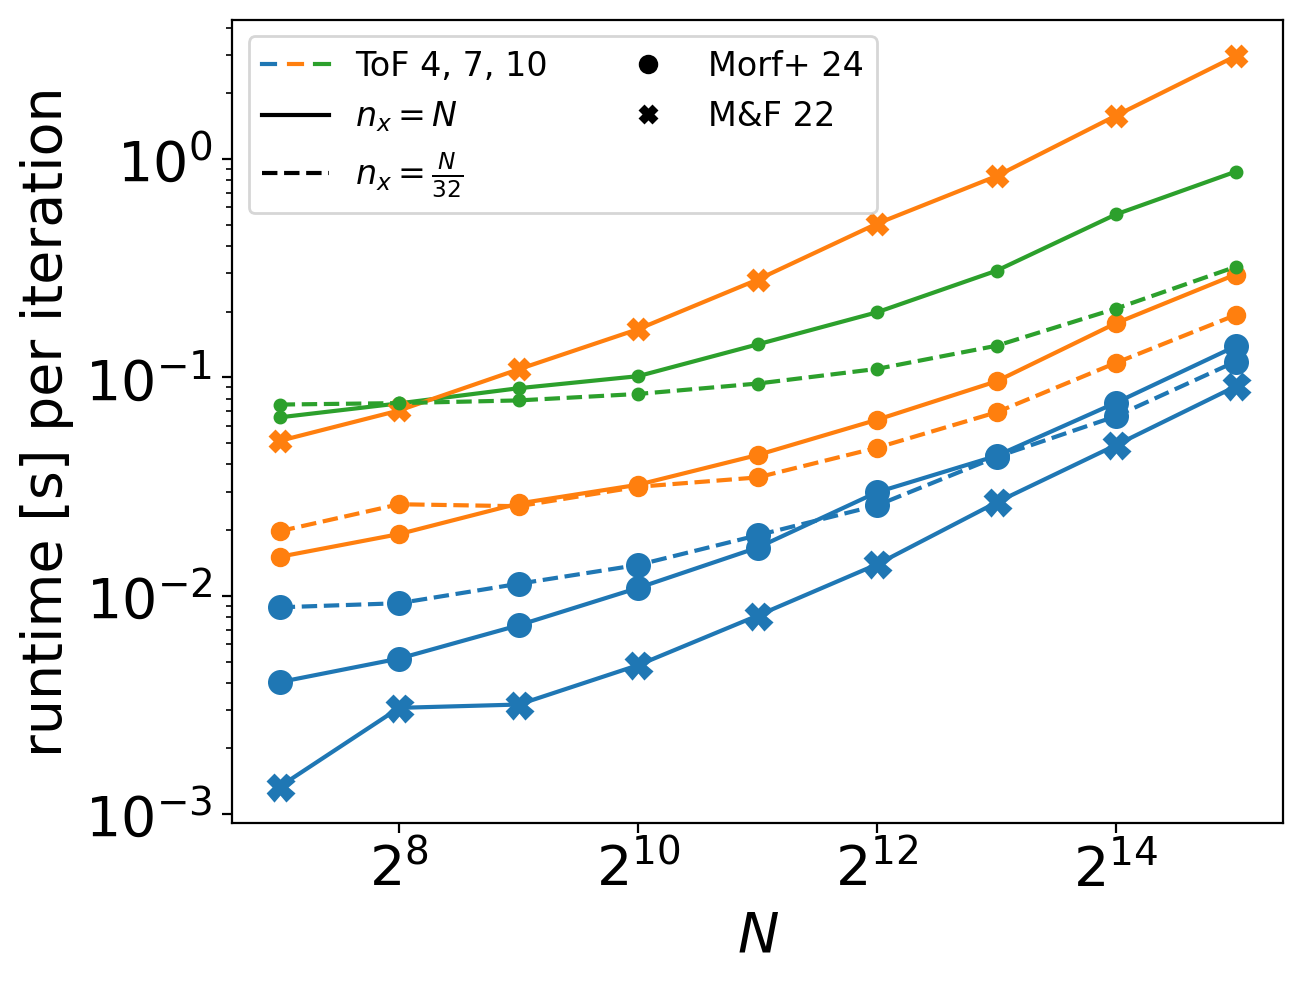 ToF 4, 7, 10
n_x = N
n_x = N/32
Morf+ 24
M&F 22
runtime [s] per iteration
10^0
10^-1
10^-2
10^-3
2^8 2^10 2^12 2^14
N